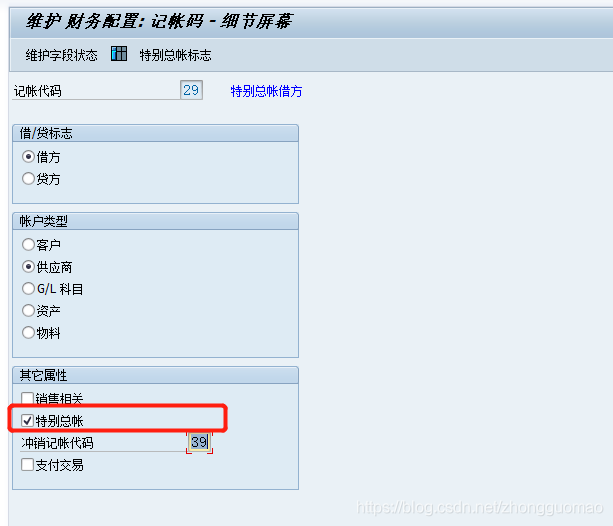 维护 财务配置: 记帐码 - 细节屏幕
维护字段状态 特别总帐标志
记帐代码 29 特别总帐借方
借/贷标志
借方
贷方
帐户类型
客户
供应商
G/L 科目
资产
物料
其它属性
销售相关
特别总帐
冲销记帐代码 39
支付交易
https://blog.csdn.net/zhongguomao